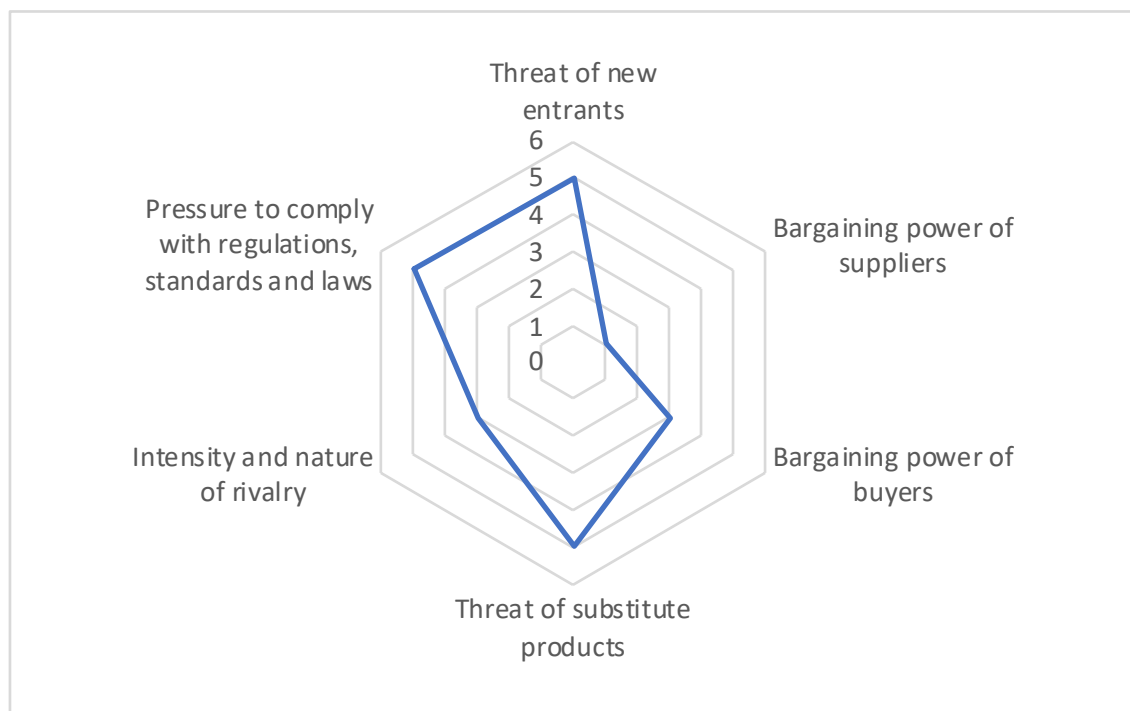 Threat of new
entrants
6
5
4
3
2
1
0
Pressure to comply
with regulations,
standards and laws
Bargaining power of
suppliers
Intensity and nature
of rivalry
Bargaining power of
buyers
Threat of substitute
products